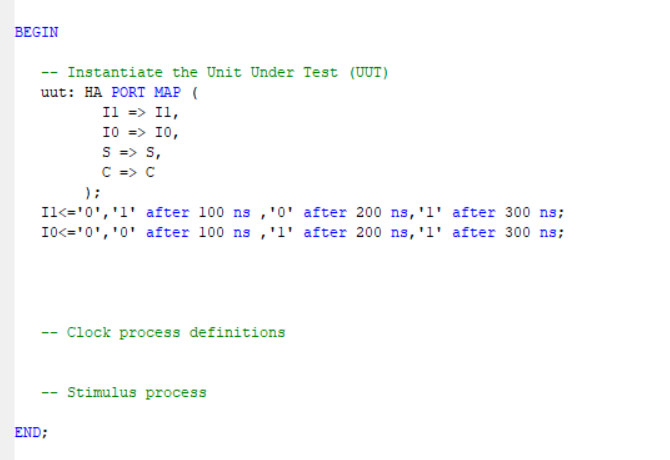 BEGIN
-- Instantiate the Unit Under Test (UUT)
uut: HA PORT MAP (
I1 => I1,
I0 => I0,
S => S,
C => C
);
I1<='0','1' after 100 ns ,'0' after 200 ns,'1' after 300 ns;
I0<='0','0' after 100 ns ,'1' after 200 ns,'1' after 300 ns;
-- Clock process definitions
-- Stimulus process
END;